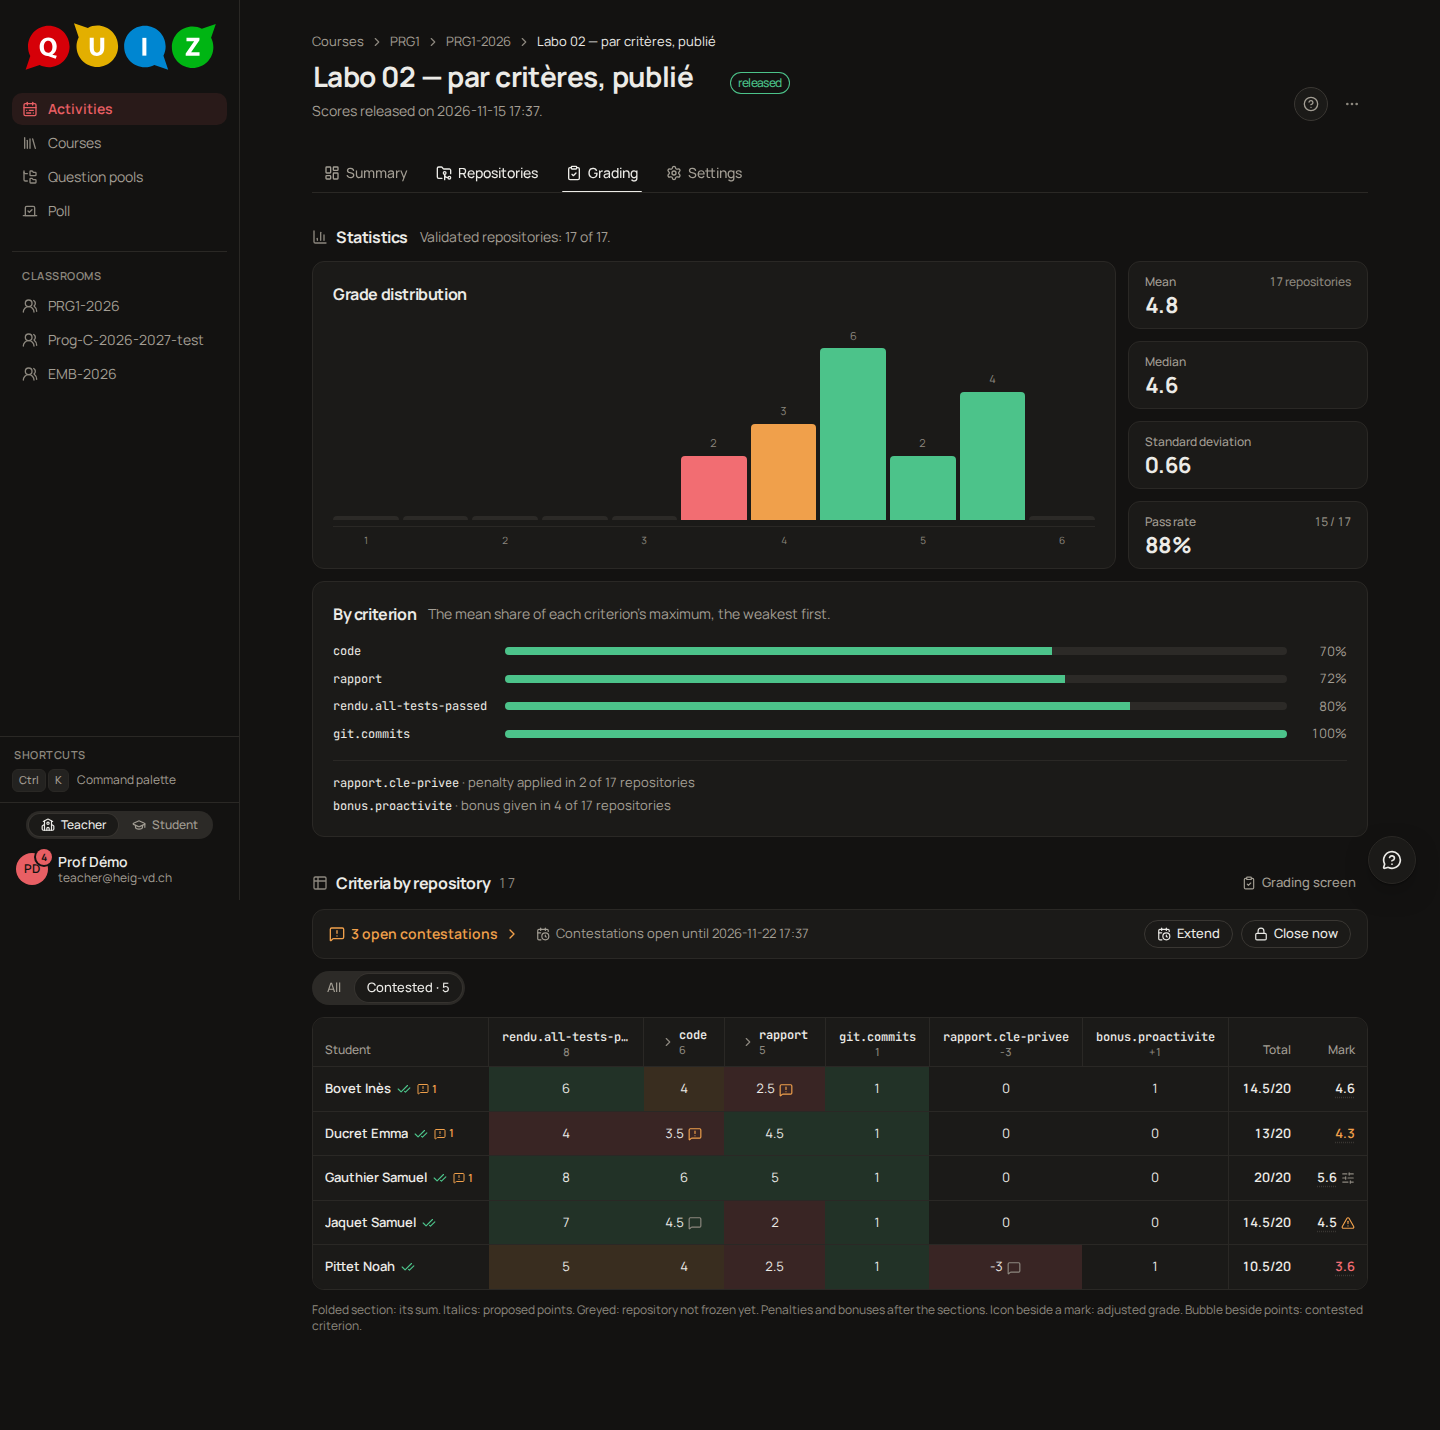 QUIZ
Activities
Courses
Question pools
Poll
CLASSROOMS
PRG1-2026
Prog-C-2026-2027-test
EMB-2026
SHORTCUTS
Ctrl K Command palette
Teacher Student
PD 4 Prof Démo
teacher@heig-vd.ch
Courses > PRG1 > PRG1-2026 > Labo 02 — par critères, publié
Labo 02 — par critères, publié released
Scores released on 2026-11-15 17:37.
Summary Repositories Grading Settings
Statistics Validated repositories: 17 of 17.
Grade distribution
6
4
3
2 2
1 2 3 4 5 6
Mean 17 repositories
4.8
Median
4.6
Standard deviation
0.66
Pass rate 15 / 17
88%
By criterion The mean share of each criterion's maximum, the weakest first.
code 70%
rapport 72%
rendu.all-tests-passed 80%
git.commits 100%
rapport.cle-privee · penalty applied in 2 of 17 repositories
bonus.proactivite · bonus given in 4 of 17 repositories
Criteria by repository 17 Grading screen
3 open contestations > Contestations open until 2026-11-22 17:37 Extend Close now
All Contested · 5
Student rendu.all-tests-p… 8 > code 6 > rapport 5 git.commits 1 rapport.cle-privee -3 bonus.proactivite +1 Total Mark
Bovet Inès 1 6 4 2.5 1 0 1 14.5/20 4.6
Ducret Emma 1 4 3.5 4.5 1 0 0 13/20 4.3
Gauthier Samuel 1 8 6 5 1 0 0 20/20 5.6
Jaquet Samuel 7 4.5 2 1 0 0 14.5/20 4.5
Pittet Noah 5 4 2.5 1 -3 1 10.5/20 3.6
Folded section: its sum. Italics: proposed points. Greyed: repository not frozen yet. Penalties and bonuses after the sections. Icon beside a mark: adjusted grade. Bubble beside points: contested
criterion.